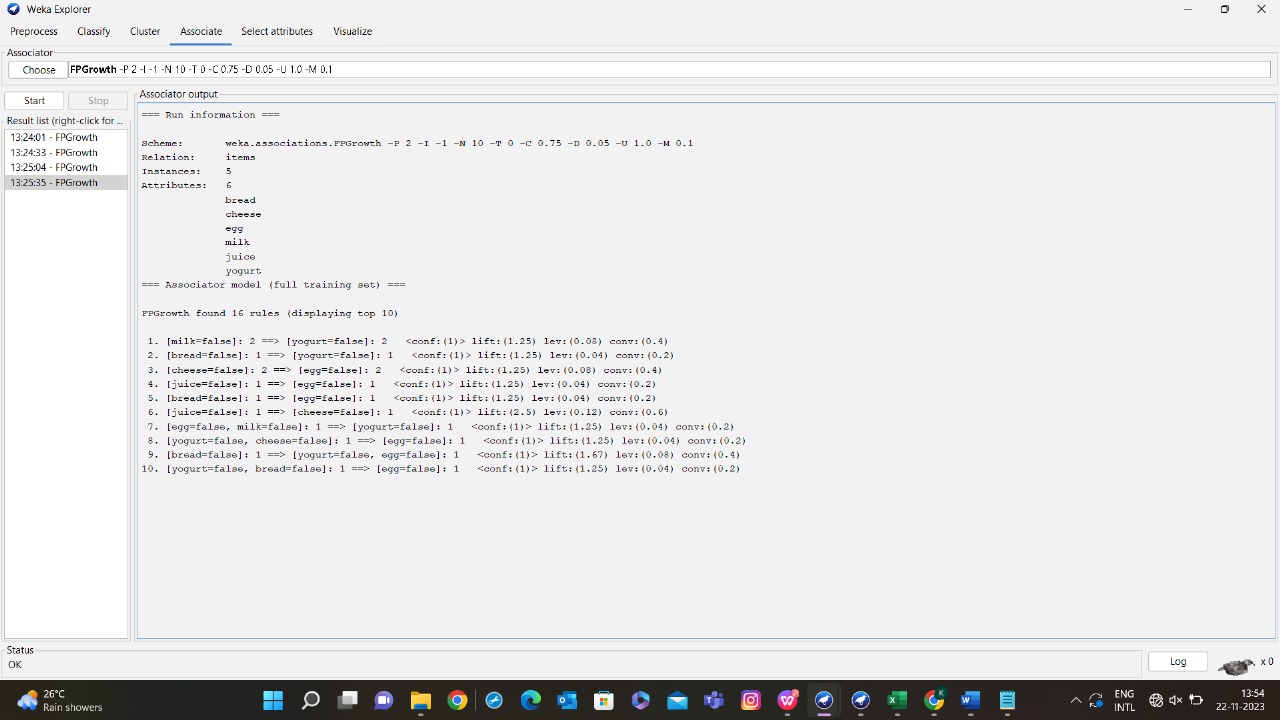 Weka Explorer
Preprocess Classify Cluster Associate Select attributes Visualize
Associator
Choose FPGrowth -P 2 -I -1 -N 10 -T 0 -C 0.75 -D 0.05 -U 1.0 -M 0.1
Start Stop
Result list (right-click for ...
13:24:01 - FPGrowth
13:24:33 - FPGrowth
13:25:04 - FPGrowth
13:25:35 - FPGrowth
Associator output
=== Run information ===
Scheme: weka.associations.FPGrowth -P 2 -I -1 -N 10 -T 0 -C 0.75 -D 0.05 -U 1.0 -M 0.1
Relation: items
Instances: 5
Attributes: 6
bread
cheese
egg
milk
juice
yogurt
=== Associator model (full training set) ===
FPGrowth found 16 rules (displaying top 10)
1. [milk=false]: 2 ==> [yogurt=false]: 2 <conf:(1)> lift:(1.25) lev:(0.08) conv:(0.4)
2. [bread=false]: 1 ==> [yogurt=false]: 1 <conf:(1)> lift:(1.25) lev:(0.04) conv:(0.2)
3. [cheese=false]: 2 ==> [egg=false]: 2 <conf:(1)> lift:(1.25) lev:(0.08) conv:(0.4)
4. [juice=false]: 1 ==> [egg=false]: 1 <conf:(1)> lift:(1.25) lev:(0.04) conv:(0.2)
5. [bread=false]: 1 ==> [egg=false]: 1 <conf:(1)> lift:(1.25) lev:(0.04) conv:(0.2)
6. [juice=false]: 1 ==> [cheese=false]: 1 <conf:(1)> lift:(2.5) lev:(0.12) conv:(0.6)
7. [egg=false, milk=false]: 1 ==> [yogurt=false]: 1 <conf:(1)> lift:(1.25) lev:(0.04) conv:(0.2)
8. [yogurt=false, cheese=false]: 1 ==> [egg=false]: 1 <conf:(1)> lift:(1.25) lev:(0.04) conv:(0.2)
9. [bread=false]: 1 ==> [yogurt=false, egg=false]: 1 <conf:(1)> lift:(1.67) lev:(0.08) conv:(0.4)
10. [yogurt=false, bread=false]: 1 ==> [egg=false]: 1 <conf:(1)> lift:(1.25) lev:(0.04) conv:(0.2)
Status
OK
Log x 0
26°C
Rain showers
ENG
INTL
13:54
22-11-2023